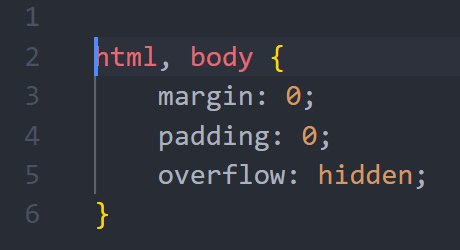 1
2 html, body {
3     margin: 0;
4     padding: 0;
5     overflow: hidden;
6 }